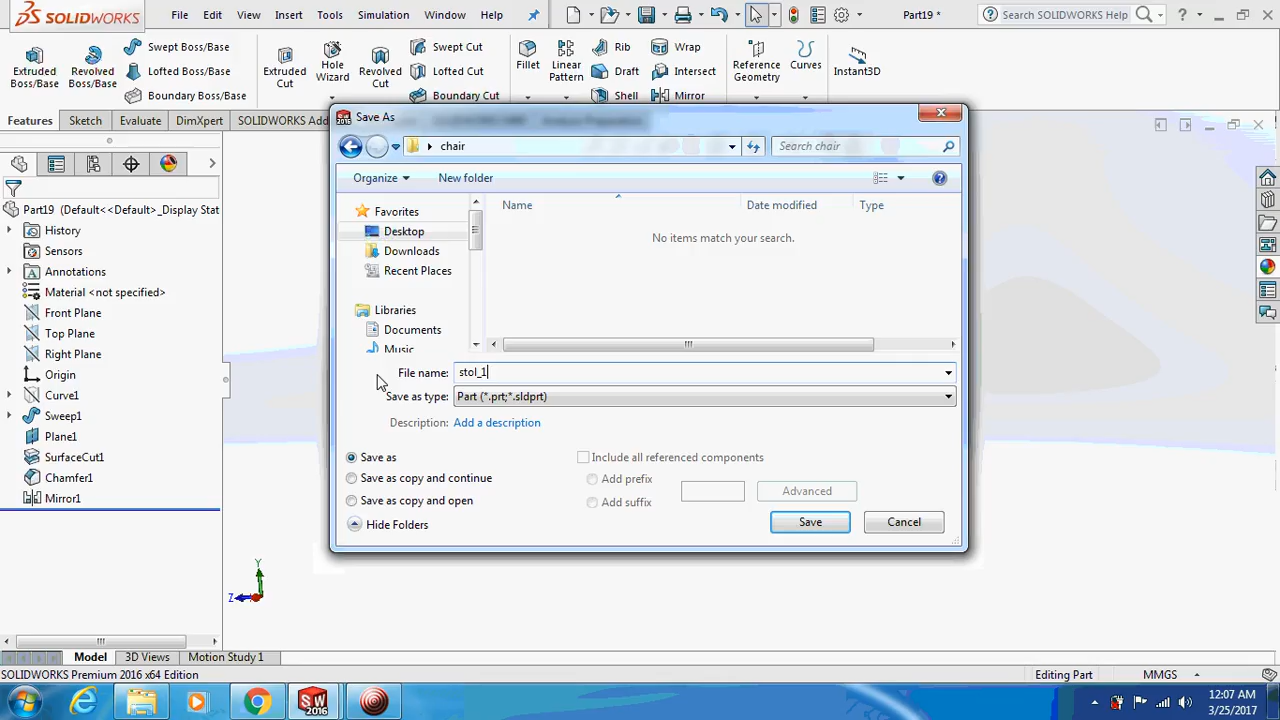 SOLIDWORKS File Edit View Insert Tools Simulation Window Help Part19 * Search SOLIDWORKS Help
Extruded Boss/Base Revolved Boss/Base Swept Boss/Base Lofted Boss/Base Boundary Boss/Base
Extruded Cut Hole Wizard Revolved Cut Swept Cut Lofted Cut Boundary Cut
Fillet Linear Pattern Rib Draft Shell Wrap Intersect Mirror
Reference Geometry Curves Instant3D
Features Sketch Evaluate DimXpert SOLIDWORKS Add
Part19 (Default<<Default>_Display Stat
History
Sensors
Annotations
Material <not specified>
Front Plane
Top Plane
Right Plane
Origin
Curve1
Sweep1
Plane1
SurfaceCut1
Chamfer1
Mirror1
SW 2016 Save As
chair Search chair
Organize New folder
Favorites
Desktop
Downloads
Recent Places
Libraries
Documents
Music
Name Date modified Type
No items match your search.
File name: stol_1
Save as type: Part (*.prt;*.sldprt)
Description: Add a description
Save as
Save as copy and continue
Save as copy and open
Include all referenced components
Add prefix
Add suffix
Advanced
Hide Folders Save Cancel
Y
Z
Model 3D Views Motion Study 1
SOLIDWORKS Premium 2016 x64 Edition Editing Part MMGS
SW 2016
12:07 AM
3/25/2017